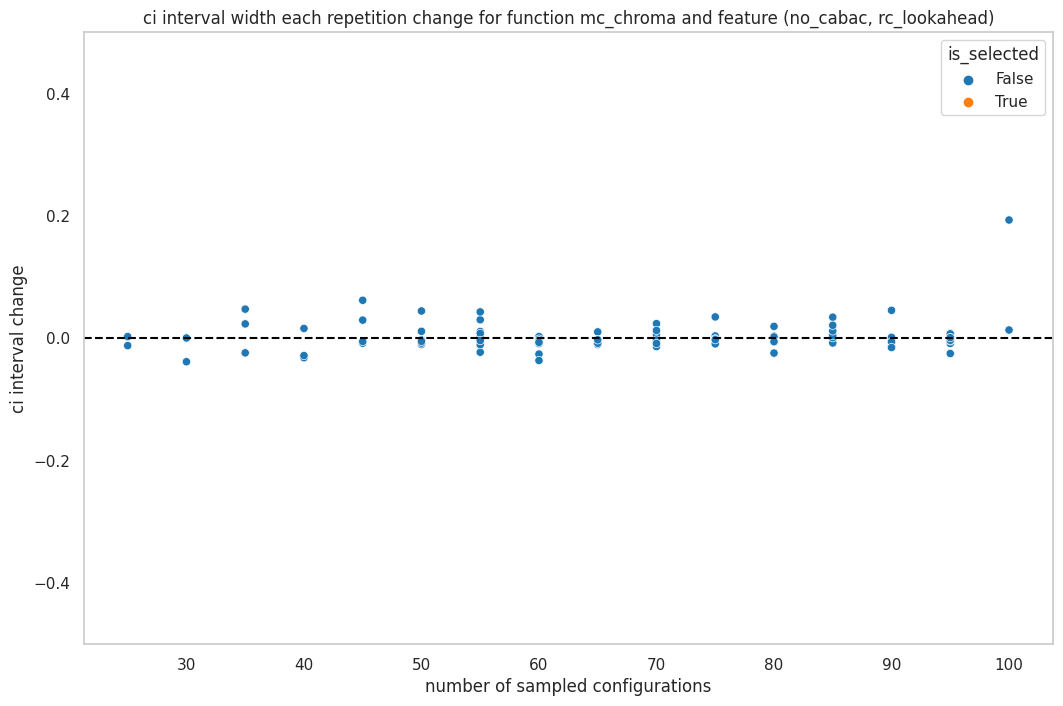 ci interval width each repetition change for function mc_chroma and feature (no_cabac, rc_lookahead)
is_selected
False
True
ci interval change
0.4
0.2
0.0
−0.2
−0.4
30 40 50 60 70 80 90 100
number of sampled configurations